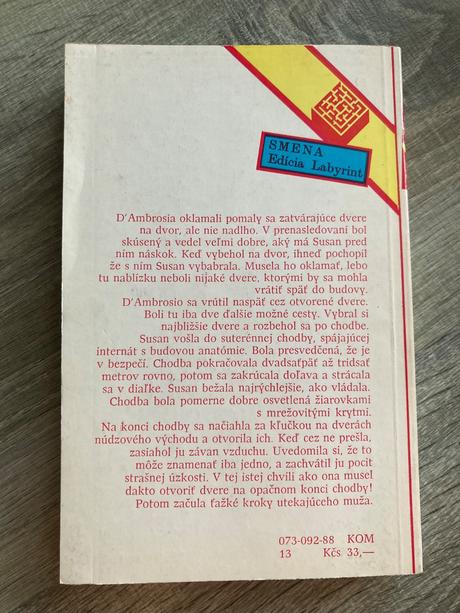 SMENA
Edícia Labyrint
D'Ambrosia oklamali pomaly sa zatvárajúce dvere
na dvor, ale nie nadlho. V prenasledovaní bol
skúsený a vedel veľmi dobre, aký má Susan pred
ním náskok. Keď vybehol na dvor, ihneď pochopil
že s ním Susan vybabrala. Musela ho oklamať, lebo
tu nablízku neboli nijaké dvere, ktorými by sa mohla
vrátiť späť do budovy.
D'Ambrosio sa vrútil naspäť cez otvorené dvere.
Boli tu iba dve ďalšie možné cesty. Vybral si
najbližšie dvere a rozbehol sa po chodbe.
Susan vošla do suterénnej chodby, spájajúcej
internát s budovou anatómie. Bola presvedčená, že je
v bezpečí. Chodba pokračovala dvadsaťpäť až tridsať
metrov rovno, potom sa zakrúcala doľava a strácala
sa v diaľke. Susan bežala najrýchlejšie, ako vládala.
Chodba bola pomerne dobre osvetlená žiarovkami
s mrežovitými krytmi.
Na konci chodby sa načiahla za kľučkou na dverách
núdzového východu a otvorila ich. Keď cez ne prešla,
zasiahol ju závan vzduchu. Uvedomila si, že to
môže znamenať iba jedno, a zachvátil ju pocit
strašnej úzkosti. V tej istej chvíli ako ona musel
dakto otvoriť dvere na opačnom konci chodby!
Potom začula ťažké kroky utekajúceho muža.
073-092-88 KOM
13 Kčs 33,—